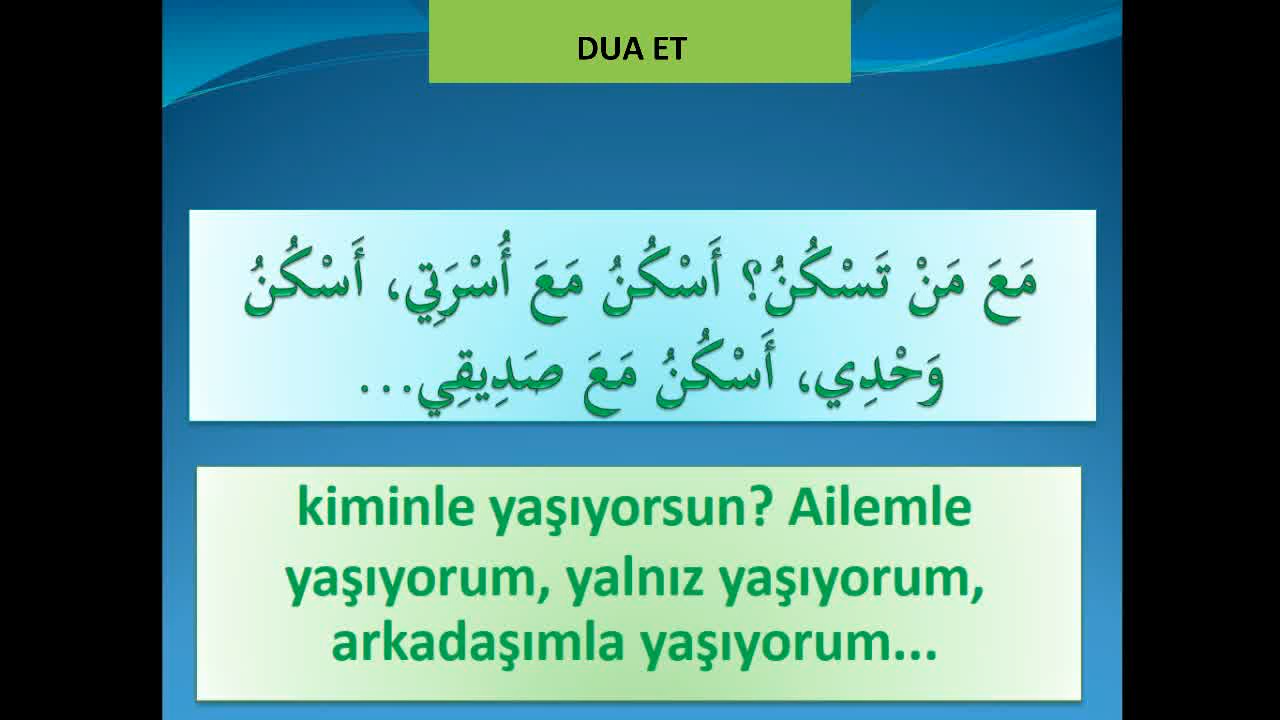 DUA ET
مَعَ مَنْ تَسْكُنُ؟ أَسْكُنُ مَعَ أُسْرَتِي، أَسْكُنُ
وَحْدِي، أَسْكُنُ مَعَ صَدِيقِي...
kiminle yaşıyorsun? Ailemle
yaşıyorum, yalnız yaşıyorum,
arkadaşımla yaşıyorum...